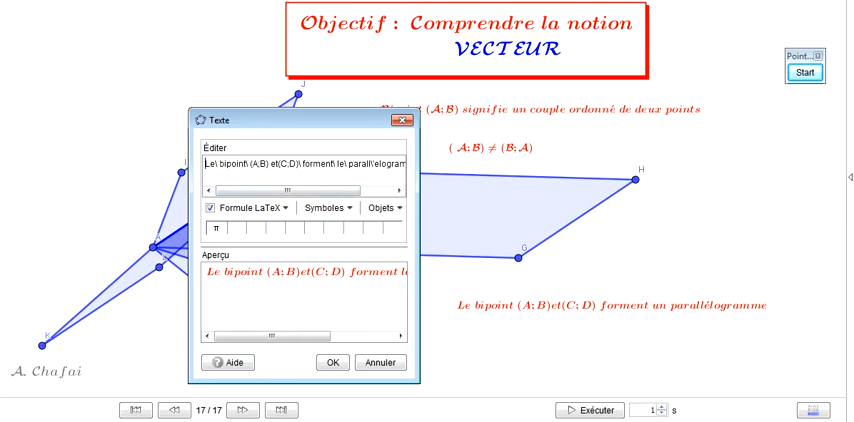 Objectif : Comprendre la notion
VECTEUR
Point...
Start
J
(A;B) signifie un couple ordonné de deux points
( A;B) ≠ (B;A)
Texte
Éditer
Le\ bipoint\ (A;B) et(C;D)\ forment\ le\ parall\'elogram
Formule LaTeX Symboles Objets
π
Aperçu
Le bipoint (A;B)et(C;D) forment le
Aide OK Annuler
I
H
G
K
Le bipoint (A;B)et(C;D) forment un parallélogramme
A. Chafai
17 / 17 Exécuter 1 s